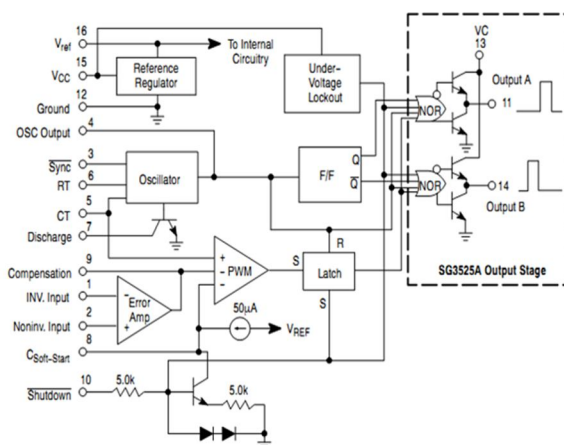 16
Vref
15
VCC
12
Ground
4
OSC Output
3
Sync
6
RT
5
CT
7
Discharge
9
Compensation
1
INV. Input
2
Noninv. Input
8
CSoft-Start
10
Shutdown
5.0k
5.0k
Reference
Regulator
To Internal
Circuitry
Under-
Voltage
Lockout
Oscillator
F/F
Q
Q
+
-
-
PWM
S
R
Latch
S
-
Error
Amp
+
50µA
VREF
VC
13
NOR
Output A
11
NOR
14
Output B
SG3525A Output Stage